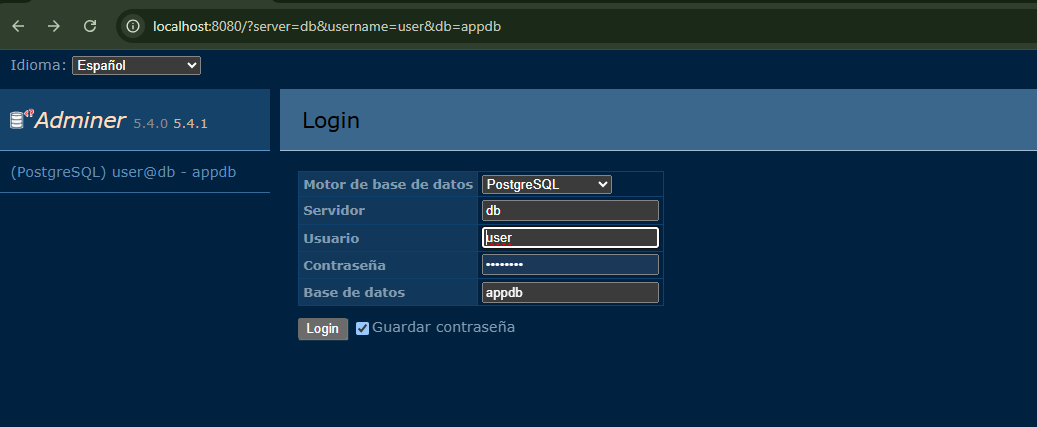 localhost:8080/?server=db&username=user&db=appdb
Idioma: Español
Adminer 5.4.0 5.4.1
Login
(PostgreSQL) user@db - appdb
Motor de base de datos PostgreSQL
Servidor db
Usuario user
Contraseña ••••••••
Base de datos appdb
Login Guardar contraseña